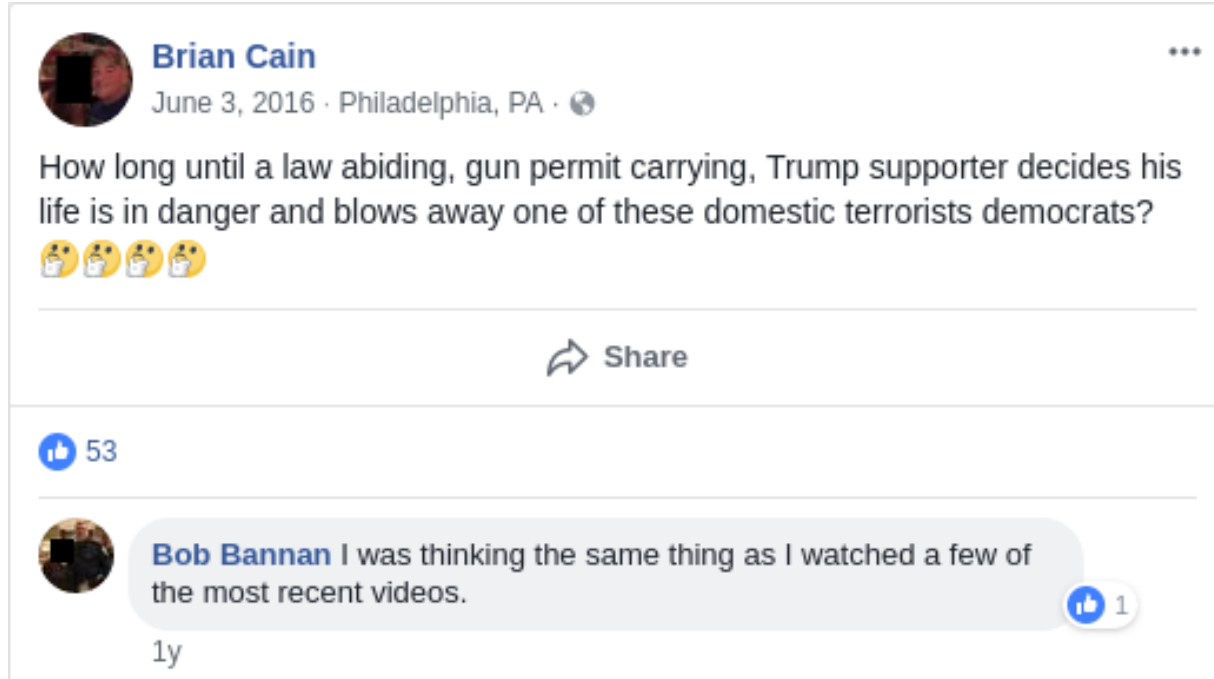 Brian Cain
June 3, 2016 · Philadelphia, PA ·
How long until a law abiding, gun permit carrying, Trump supporter decides his
life is in danger and blows away one of these domestic terrorists democrats?
🤔🤔🤔🤔
Share
53
Bob Bannan I was thinking the same thing as I watched a few of
the most recent videos.
1
1y